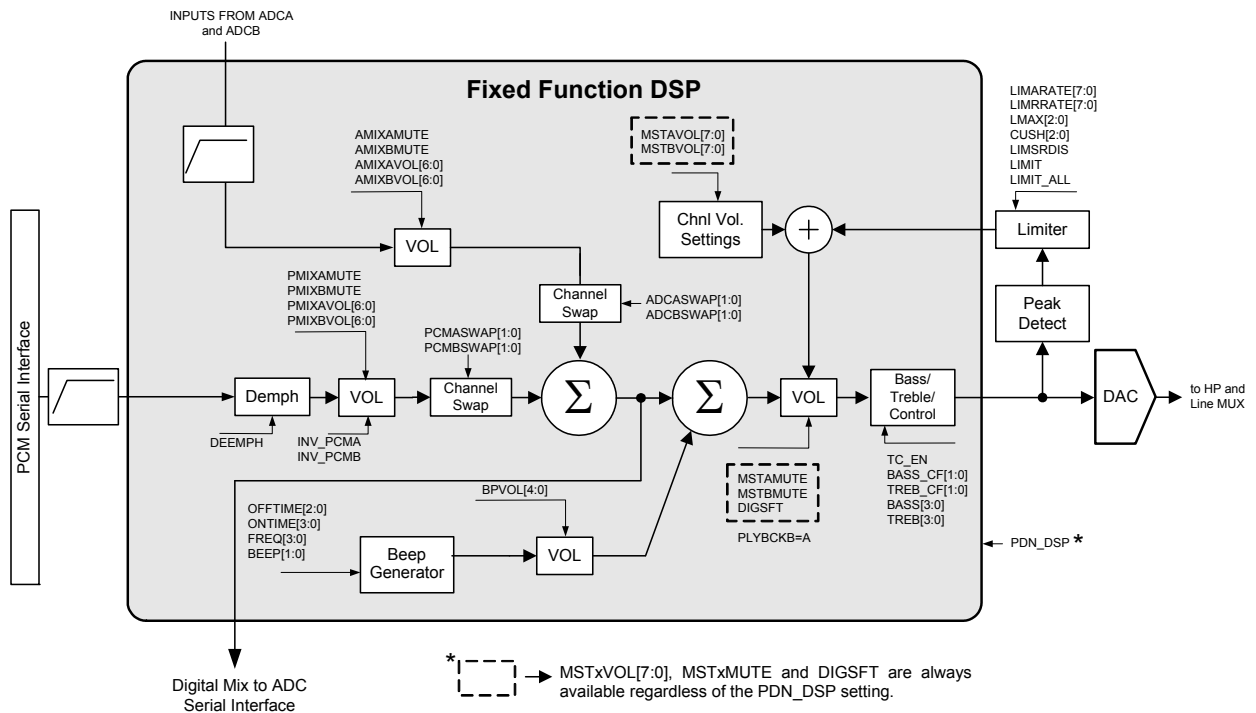 INPUTS FROM ADCA
and ADCB
Fixed Function DSP
LIMARATE[7:0]
LIMRRATE[7:0]
LMAX[2:0]
CUSH[2:0]
LIMSRDIS
LIMIT
LIMIT_ALL
AMIXAMUTE
AMIXBMUTE
AMIXAVOL[6:0]
AMIXBVOL[6:0]
MSTAVOL[7:0]
MSTBVOL[7:0]
VOL
Chnl Vol.
Settings
+
Limiter
PMIXAMUTE
PMIXBMUTE
PMIXAVOL[6:0]
PMIXBVOL[6:0]
Channel
Swap
ADCASWAP[1:0]
ADCBSWAP[1:0]
Peak
Detect
PCM Serial Interface
PCMASWAP[1:0]
PCMBSWAP[1:0]
Demph
VOL
Channel
Swap
Σ
Σ
VOL
Bass/
Treble/
Control
DAC
to HP and
Line MUX
DEEMPH
INV_PCMA
INV_PCMB
TC_EN
BASS_CF[1:0]
TREB_CF[1:0]
BASS[3:0]
TREB[3:0]
MSTAMUTE
MSTBMUTE
DIGSFT
PLYBCKB=A
BPVOL[4:0]
OFFTIME[2:0]
ONTIME[3:0]
FREQ[3:0]
BEEP[1:0]
Beep
Generator
VOL
PDN_DSP *
Digital Mix to ADC
Serial Interface
* MSTxVOL[7:0], MSTxMUTE and DIGSFT are always
available regardless of the PDN_DSP setting.